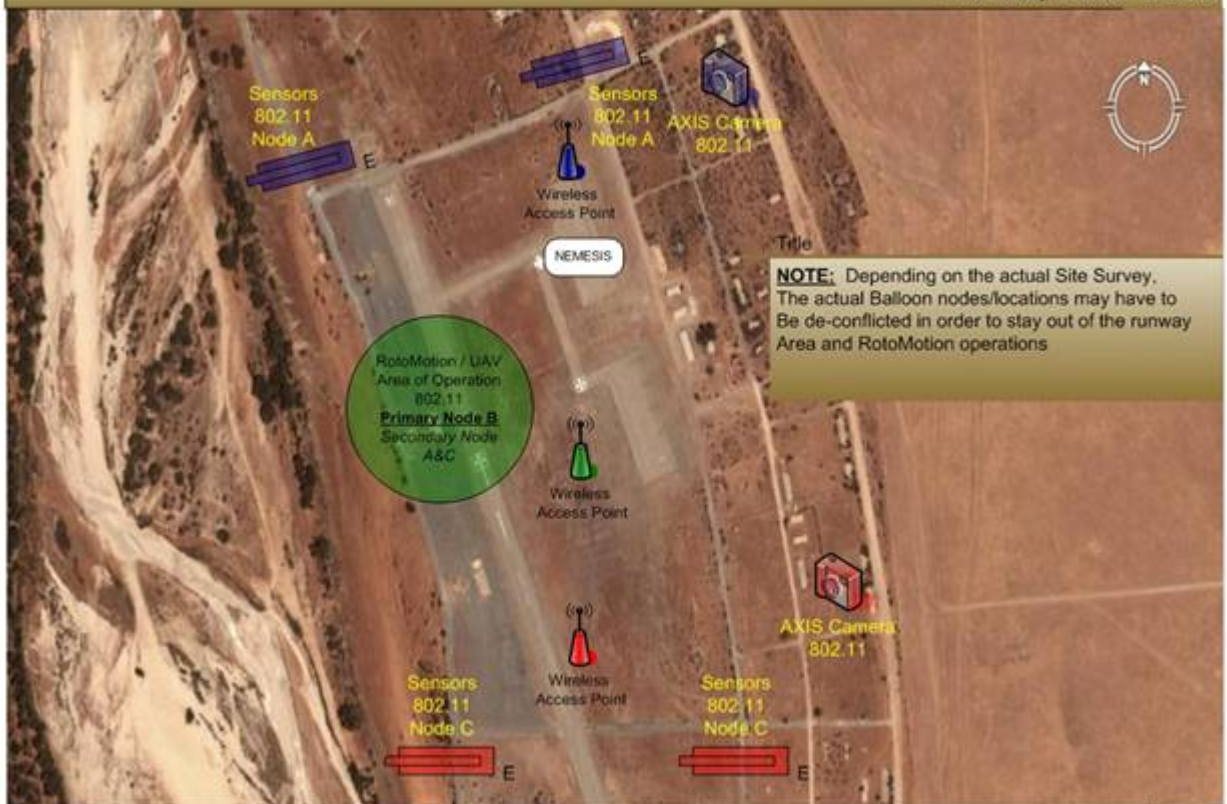 N
E
Sensors
802.11
Node A
E
Sensors
802.11
Node A
AXIS Camera
802.11
Wireless
Access Point
NEMESIS
Title
NOTE: Depending on the actual Site Survey.
The actual Balloon nodes/locations may have to
Be de-conflicted in order to stay out of the runway
Area and RotoMotion operations
RotoMotion / UAV
Area of Operation
802.11
Primary Node B
Secondary Node
A&C
Wireless
Access Point
AXIS Camera
802.11
Wireless
Access Point
Sensors
802.11
Node C
E
Sensors
802.11
Node C
E